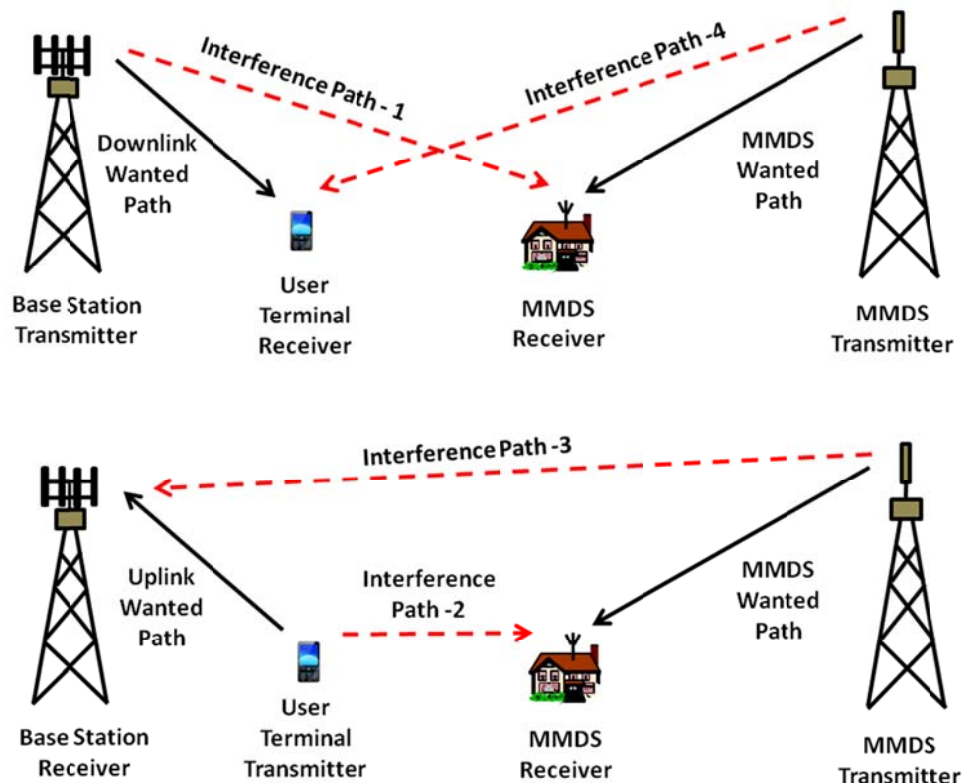 Interference Path - 1
Interference Path -4
Downlink
Wanted
Path
MMDS
Wanted
Path
Base Station
Transmitter
User
Terminal
Receiver
MMDS
Receiver
MMDS
Transmitter
Interference Path -3
Uplink
Wanted
Path
Interference
Path -2
MMDS
Wanted
Path
Base Station
Receiver
User
Terminal
Transmitter
MMDS
Receiver
MMDS
Transmitter